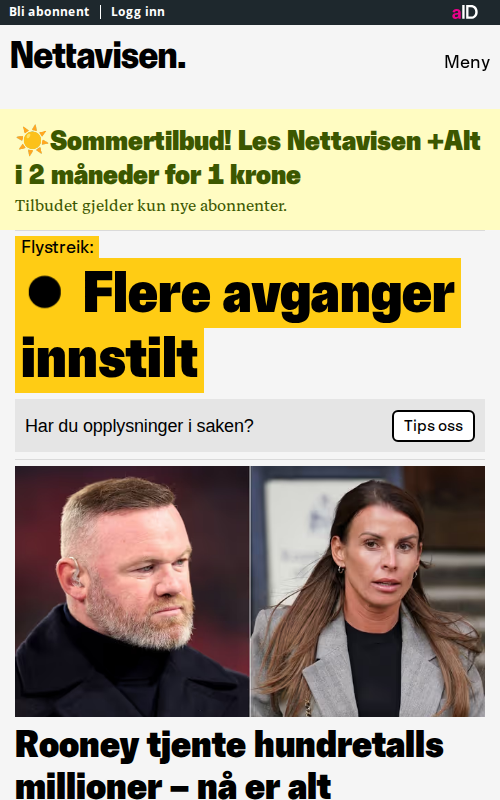 Bli abonnent
Logg inn
aID
Nettavisen.
Meny
Sommertilbud! Les Nettavisen +Alt
i 2 måneder for 1 krone
Tilbudet gjelder kun nye abonnenter.
Flystreik:
Flere avganger
innstilt
Har du opplysninger i saken?
Tips oss
Rooney tjente hundretalls
millioner – nå er alt